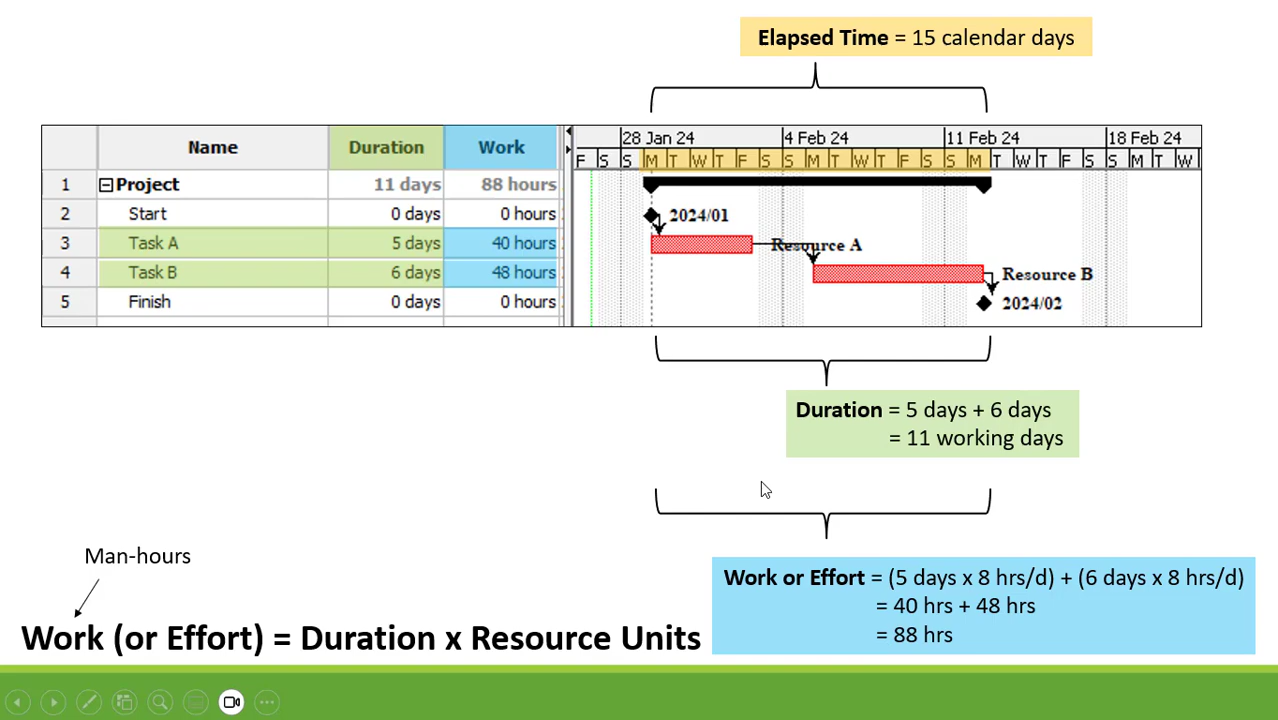 Elapsed Time = 15 calendar days
Name Duration Work 28 Jan 24 4 Feb 24 11 Feb 24 18 Feb 24
F S S M T W T F S S M T W T F S S M T W T F S S M T W
1 Project 11 days 88 hours
2 Start 0 days 0 hours 2024/01
3 Task A 5 days 40 hours Resource A
4 Task B 6 days 48 hours Resource B
5 Finish 0 days 0 hours 2024/02
Duration = 5 days + 6 days
= 11 working days
Man-hours
Work (or Effort) = Duration x Resource Units
Work or Effort = (5 days x 8 hrs/d) + (6 days x 8 hrs/d)
= 40 hrs + 48 hrs
= 88 hrs